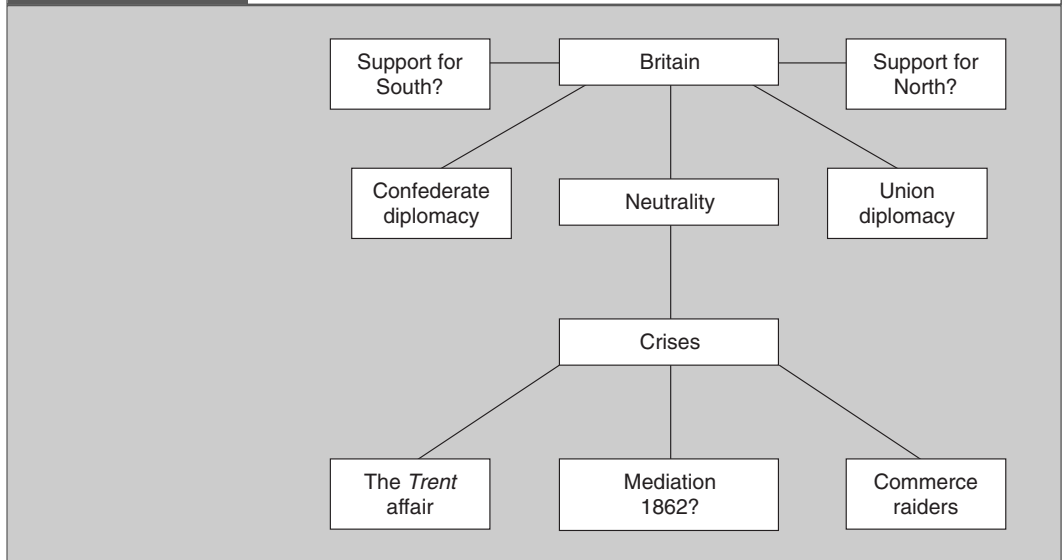 Support for
South?
Britain
Support for
North?
Confederate
diplomacy
Neutrality
Union
diplomacy
Crises
The Trent
affair
Mediation
1862?
Commerce
raiders